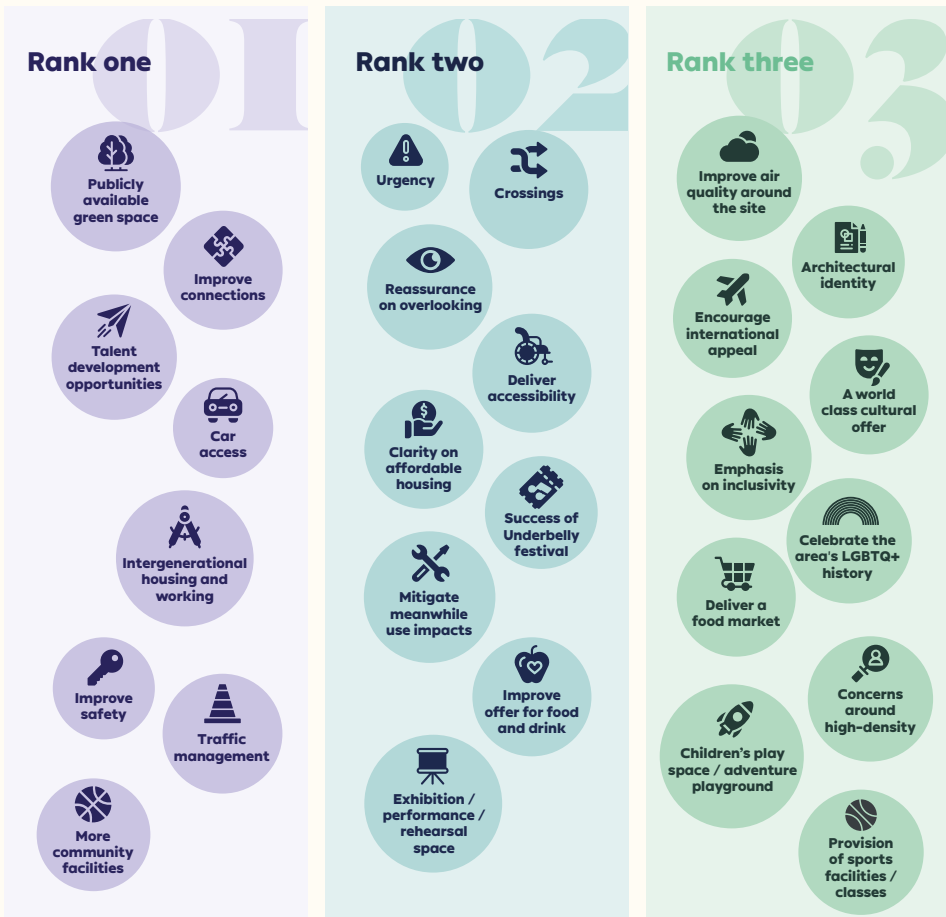 01
Rank one
Publicly
available
green space
Improve
connections
Talent
development
opportunities
Car
access
Intergenerational
housing and
working
Improve
safety
Traffic
management
More
community
facilities
02
Rank two
Urgency
Crossings
Reassurance
on overlooking
Deliver
accessibility
$
Clarity on
affordable
housing
Success of
Underbelly
festival
Mitigate
meanwhile
use impacts
Improve
offer for food
and drink
Exhibition /
performance /
rehearsal
space
03
Rank three
Improve air
quality around
the site
Architectural
identity
Encourage
international
appeal
A world
class cultural
offer
Emphasis
on inclusivity
Celebrate the
area's LGBTQ+
history
Deliver a
food market
Concerns
around
high-density
Children's play
space / adventure
playground
Provision
of sports
facilities /
classes